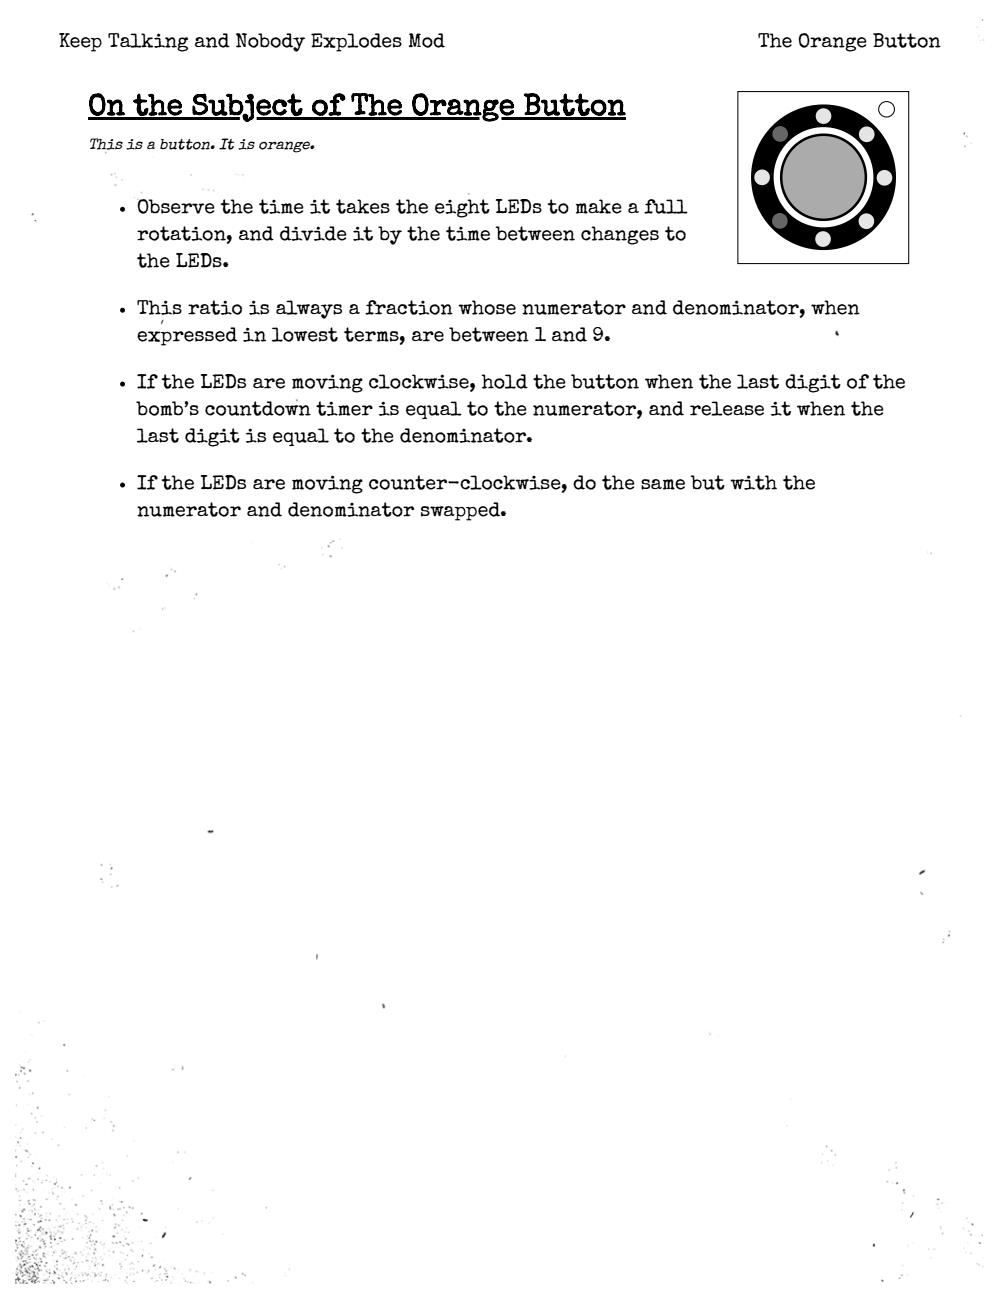 Keep Talking and Nobody Explodes Mod
The Orange Button
On the Subject of The Orange Button
This is a button. It is orange.
• Observe the time it takes the eight LEDs to make a full
rotation, and divide it by the time between changes to
the LEDs.
• This ratio is always a fraction whose numerator and denominator, when
expressed in lowest terms, are between 1 and 9.
• If the LEDs are moving clockwise, hold the button when the last digit of the
bomb’s countdown timer is equal to the numerator, and release it when the
last digit is equal to the denominator.
• If the LEDs are moving counter-clockwise, do the same but with the
numerator and denominator swapped.